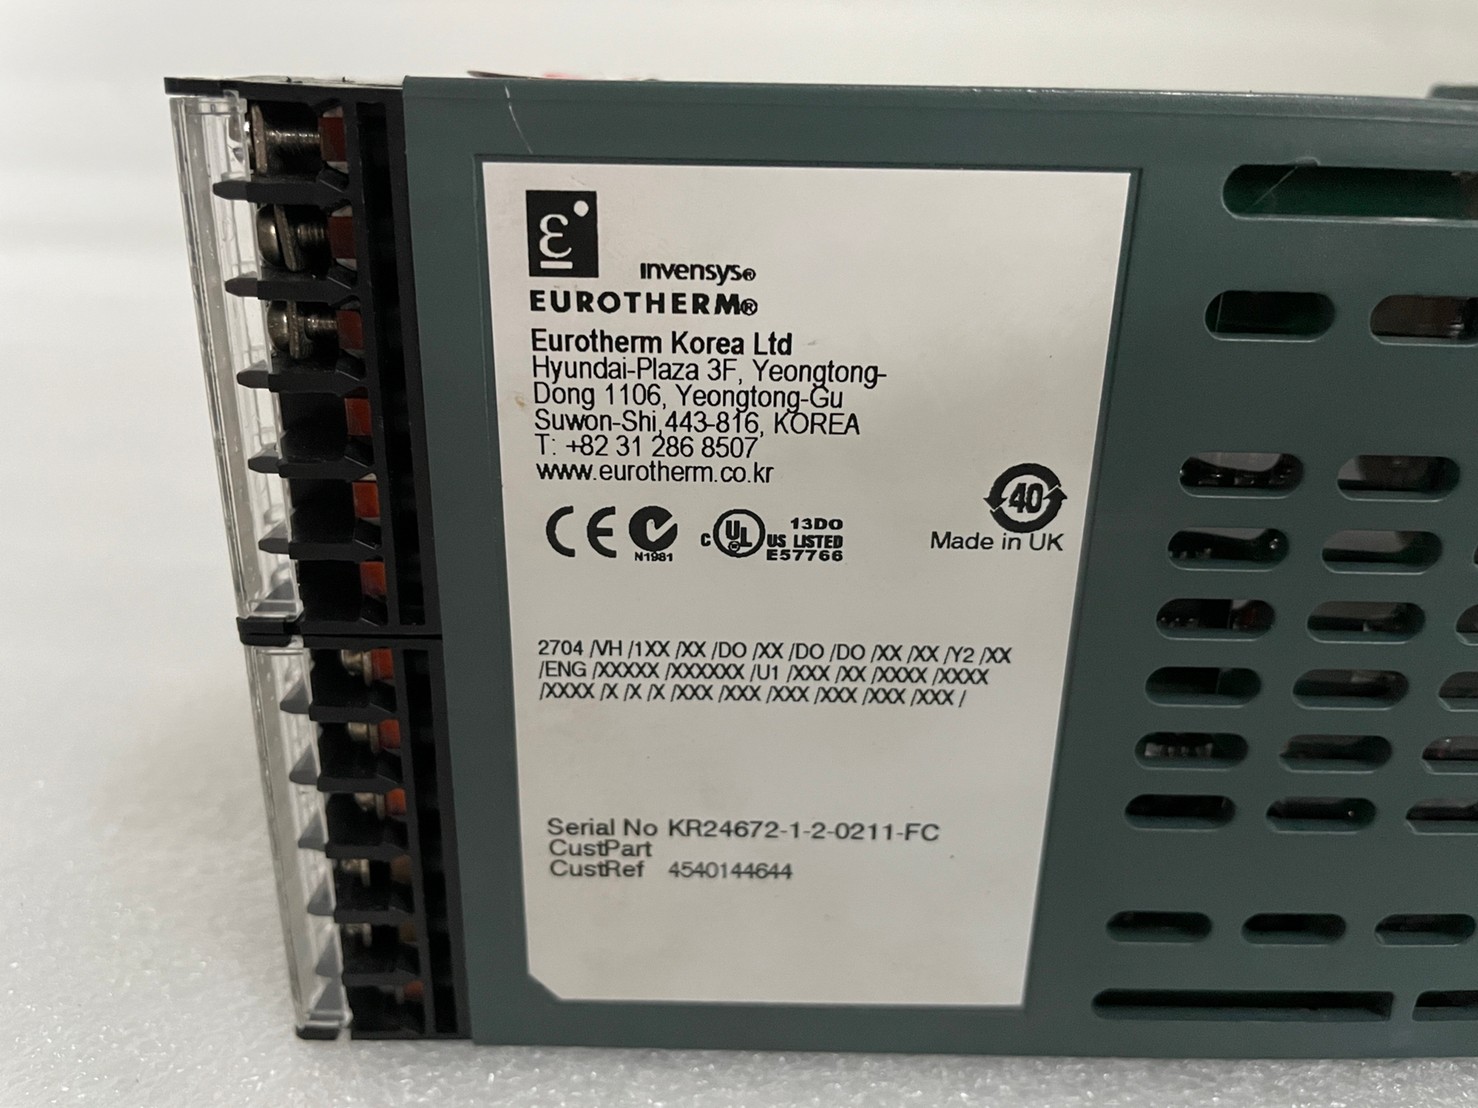 ε
ınvensys®
EUROTHERM®
Eurotherm Korea Ltd
Hyundai-Plaza 3F, Yeongtong-
Dong 1106, Yeongtong-Gu
Suwon-Shi,443-816, KOREA
T: +82 31 286 8507
www.eurotherm.co.kr
CE N1981 C UL US LISTED 13DO E57766
40
Made in UK
2704 /VH /1XX /XX /DO /XX /DO /DO /XX /XX /Y2 /XX
/ENG /XXXXX /XXXXXX /U1 /XXX /XX /XXXX /XXXX
/XXXX /X /X /X /XXX /XXX /XXX /XXX /XXX /XXX /
Serial No KR24672-1-2-0211-FC
CustPart
CustRef 4540144644